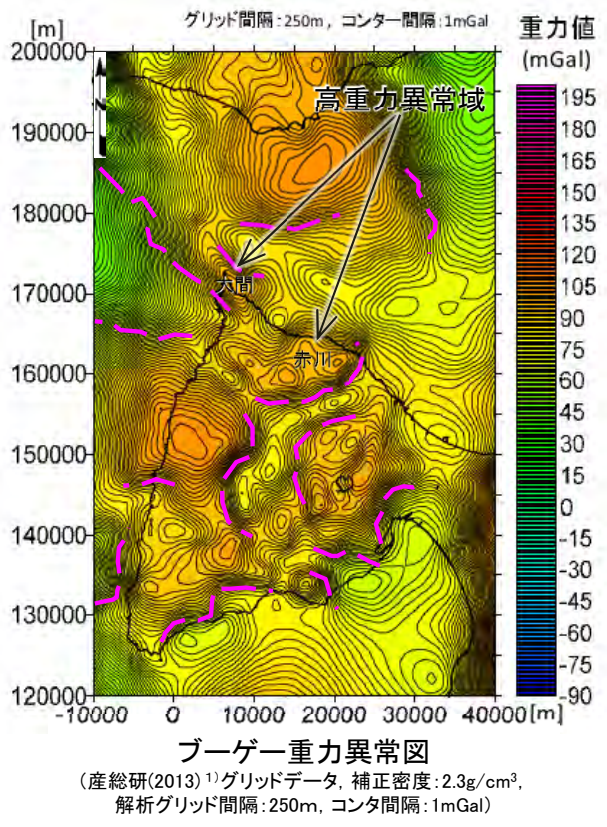 グリッド間隔:250m, コンター間隔:1mGal
重力値
(mGal)
[m]
200000
190000
180000
170000
160000
150000
140000
130000
120000
-10000 0 10000 20000 30000 40000 [m]
N
高重力異常域
大間
赤川
195
180
165
150
135
120
105
90
75
60
45
30
15
0
-15
-30
-45
-60
-75
-90
ブーゲー重力異常図
(産総研(2013) 1)グリッドデータ, 補正密度:2.3g/cm³,
解析グリッド間隔:250m, コンタ間隔:1mGal)